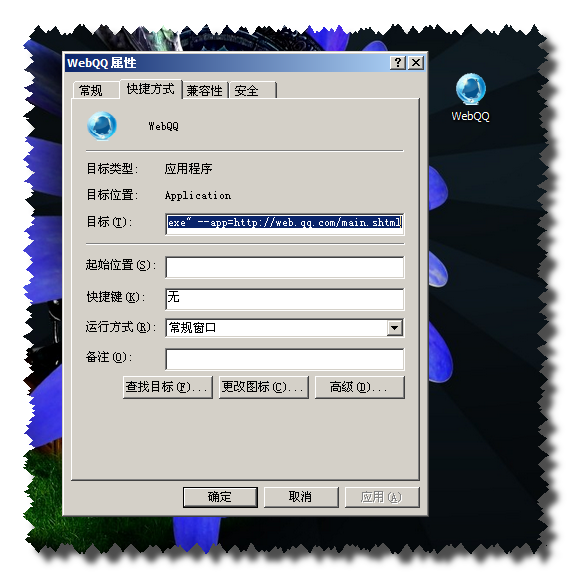 WebQQ 属性
常规 快捷方式 兼容性 安全
WebQQ
WebQQ
目标类型: 应用程序
目标位置: Application
目标(T): exe" --app=http://web.qq.com/main.shtml
起始位置(S):
快捷键(K): 无
运行方式(R): 常规窗口
备注(O):
查找目标(F)... 更改图标(C)... 高级(D)...
确定 取消 应用(A)